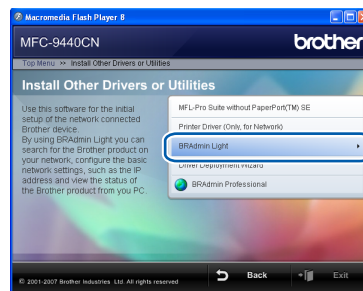 Macromedia Flash Player 8
MFC-9440CN
brother
Top Menu >> Install Other Drivers or Utilities
Install Other Drivers or Utilities
Use this software for the initial
setup of the network connected
Brother device.
By using BRAdmin Light you can
search for the Brother product on
your network, configure the basic
network settings, such as the IP
address and view the status of
the Brother product from you PC.
MFL-Pro Suite without PaperPort(TM) SE
Printer Driver (Only, for Network)
BRAdmin Light
Driver Deployment Wizard
BRAdmin Professional
© 2001-2007 Brother Industries Ltd. All rights reserved
Back
Exit